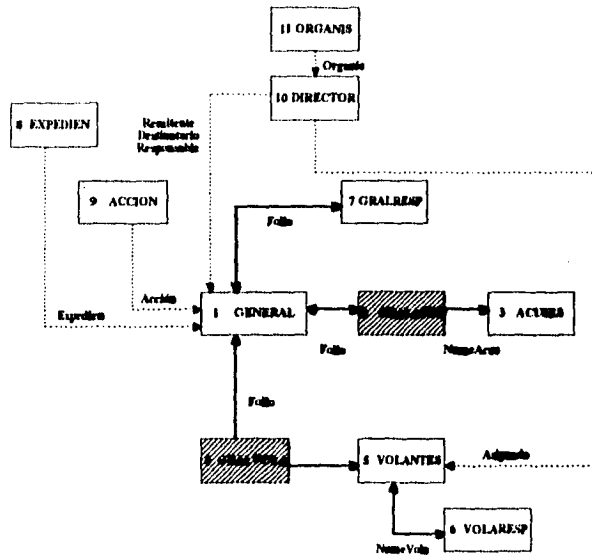 11 ORGANIS
Organis
10 DIRECTOR
8 EXPEDIEN
Remitente
Destinatario
Responsable
9 ACCION
7 GRALRESP
Folio
Acción
1 GENERAL
3 ACUERS
Expedien
Folio
NumeAcue
Folio
5 VOLANTES
Asignado
6 VOLARESP
NumeVola